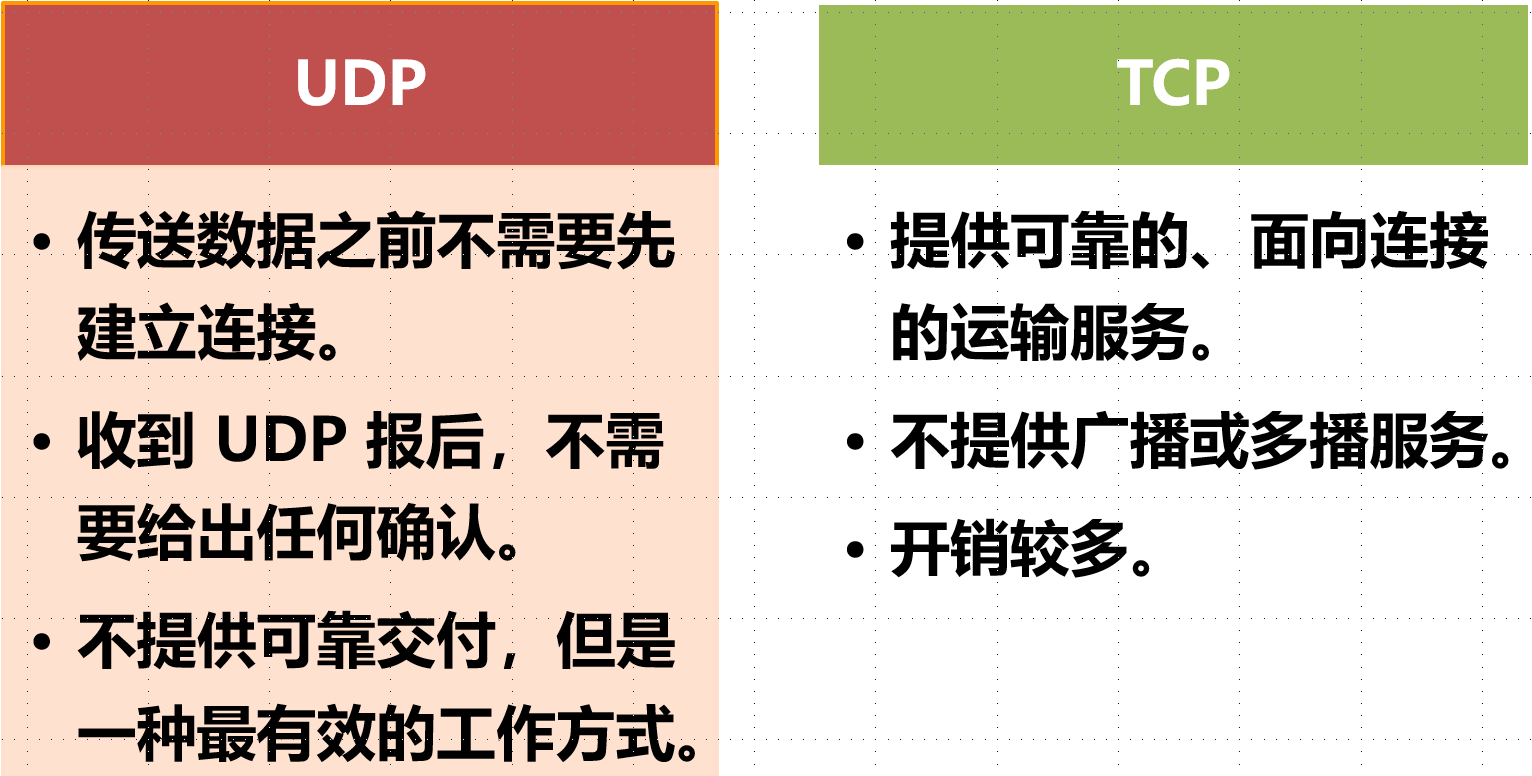 UDP
• 传送数据之前不需要先
建立连接。
• 收到 UDP 报后，不需
要给出任何确认。
• 不提供可靠交付，但是
一种最有效的工作方式。
TCP
• 提供可靠的、面向连接
的运输服务。
• 不提供广播或多播服务。
• 开销较多。